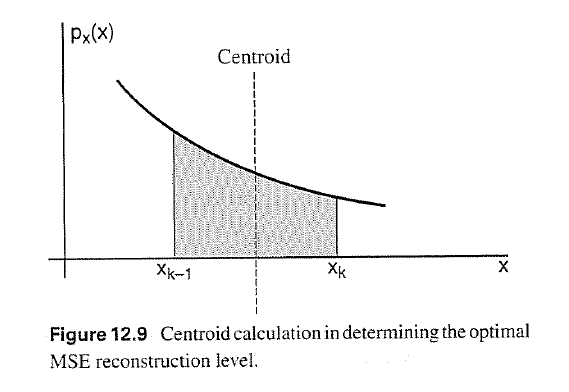 pₓ(x)
Centroid
xₖ₋₁
xₖ
x
Figure 12.9 Centroid calculation in determining the optimal
MSE reconstruction level.